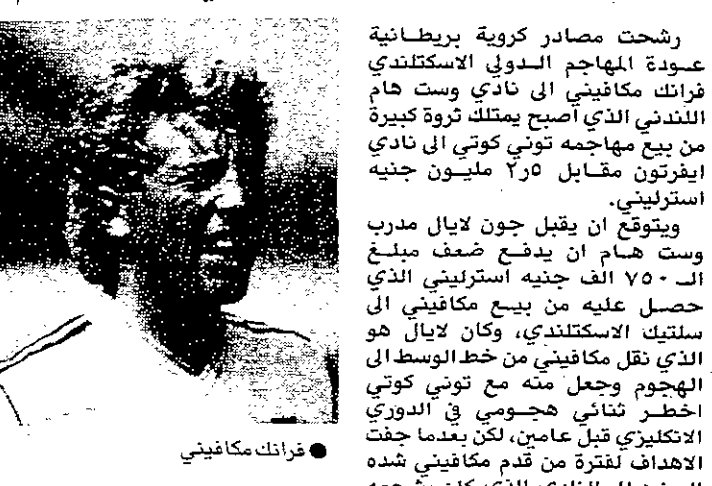 رشحت مصادر كروية بريطانية
عودة المهاجم الدولي الاسكتلندي
فرانك مكافيني الى نادي وست هام
اللندني الذي اصبح يمتلك ثروة كبيرة
من بيع مهاجمه توني كوتي الى نادي
ايفرتون مقابل ٢٫٥ مليون جنيه
استرليني.
ويتوقع ان يقبل جون لايال مدرب
وست هام ان يدفع ضعف مبلغ
الـ ٧٥٠ الف جنيه استرليني الذي
حصل عليه من بيع مكافيني الى
سلتيك الاسكتلندي، وكان لايال هو
الذي نقل مكافيني من خط الوسط الى
الهجوم وجعل منه مع توني كوتي
اخطر ثنائي هجومي في الدوري
الانكليزي قبل عامين، لكن بعدما جفت
الاهداف لفترة من قدم مكافيني شده
● فرانك مكافيني